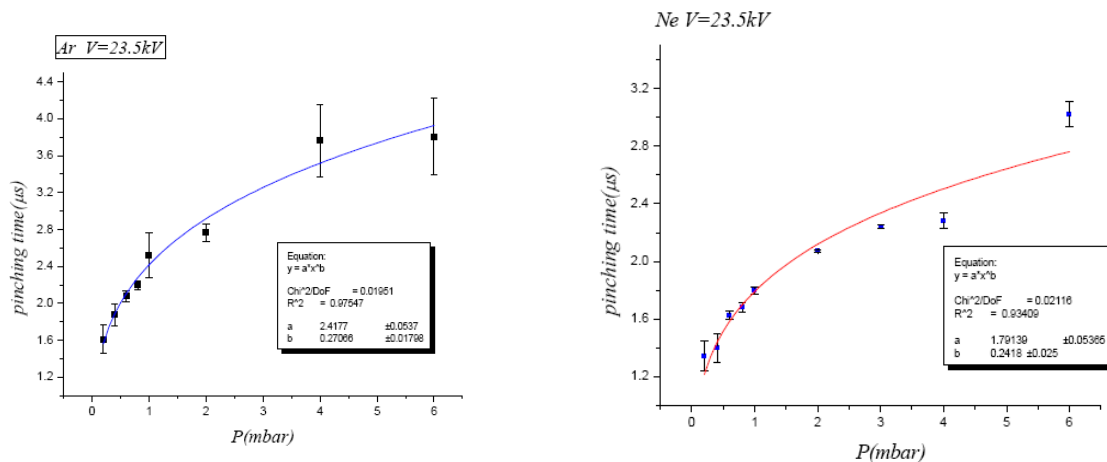 Ar V=23.5kV
pinching time(μs)
4.4
4.0
3.6
3.2
2.8
2.4
2.0
1.6
1.2
0 1 2 3 4 5 6
P(mbar)
Equation:
y = a*x^b
Chi^2/DoF = 0.01951
R^2 = 0.97547
a 2.4177 ±0.0537
b 0.27066 ±0.01798
Ne V=23.5kV
pinching time(μs)
3.2
2.8
2.4
2.0
1.6
1.2
0 1 2 3 4 5 6
P(mbar)
Equation:
y = a*x^b
Chi^2/DoF = 0.02116
R^2 = 0.93409
a 1.79139 ±0.05365
b 0.2418 ±0.025